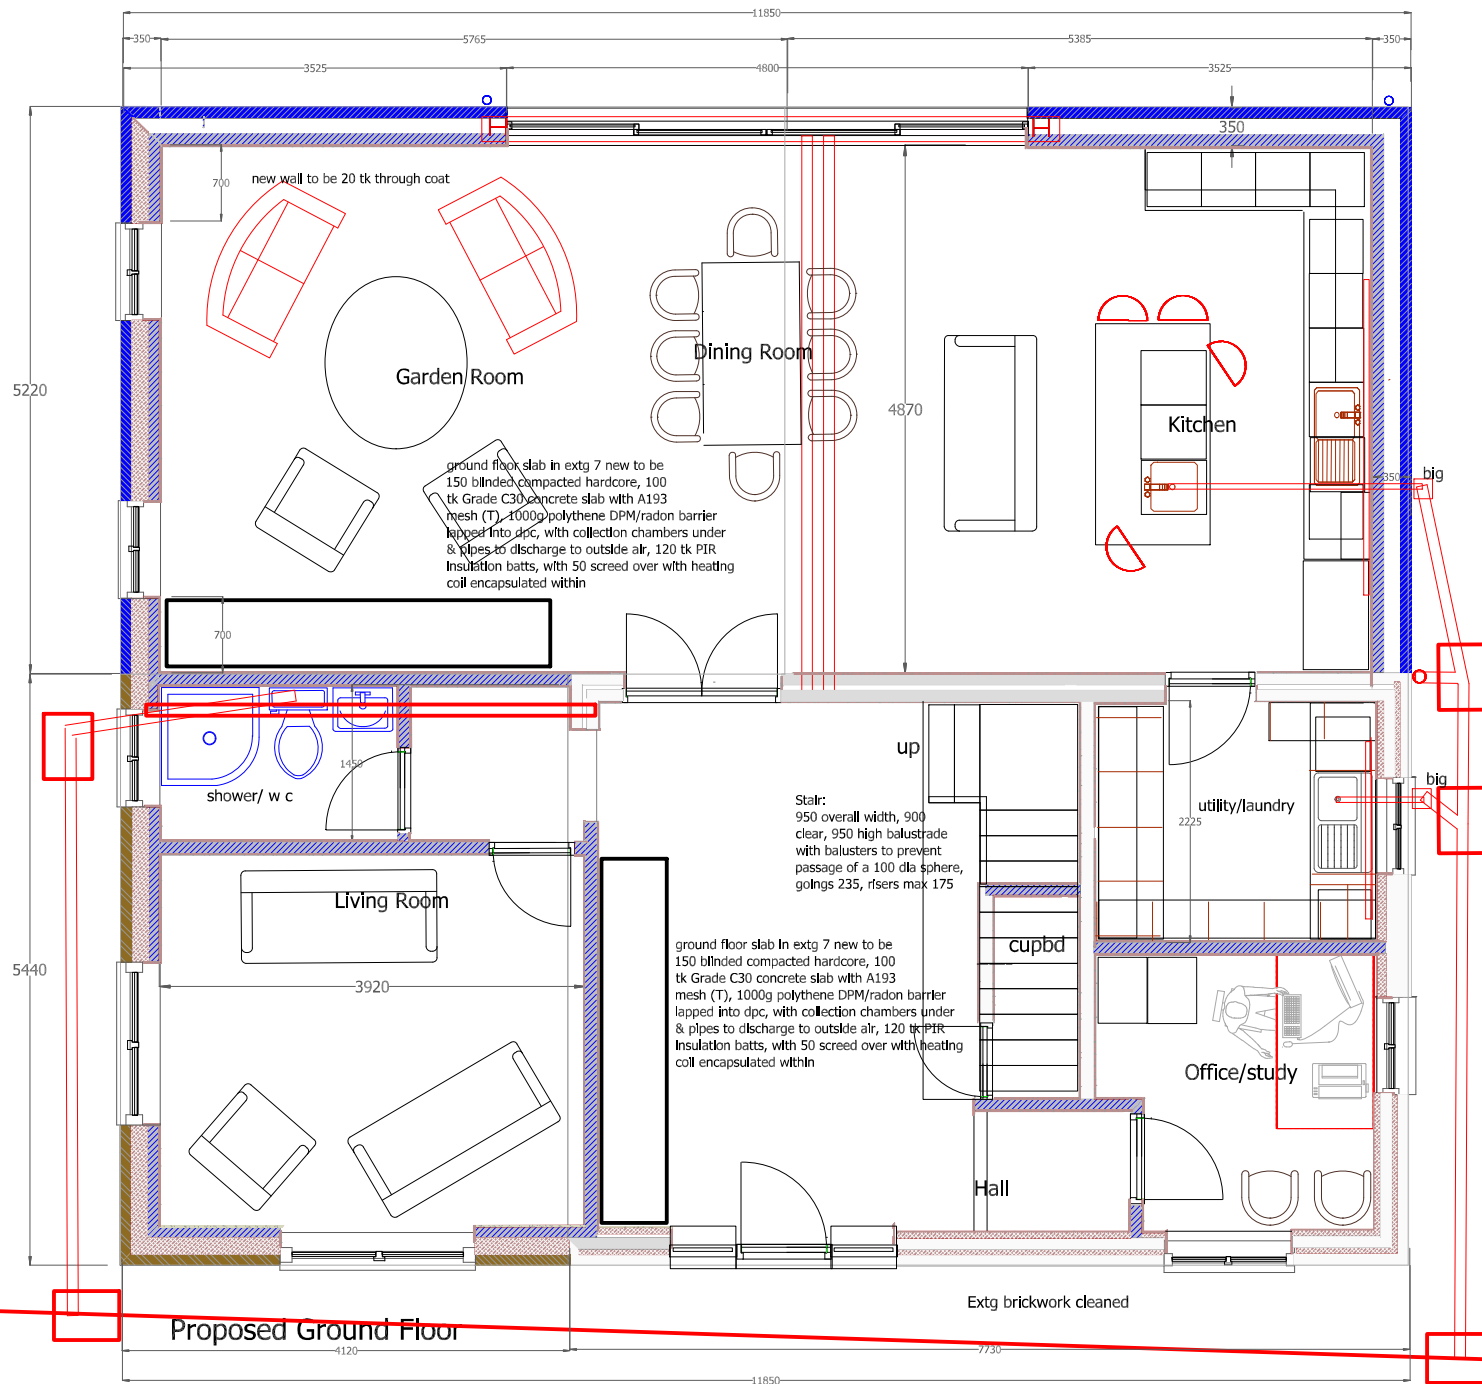 11850
350
5765
5385
350
3525
4800
3525
350
700
new wall to be 20 tk through coat
Dining Room
Garden Room
5220
4870
Kitchen
ground floor slab in extg 7 new to be
150 blinded compacted hardcore, 100
tk Grade C30 concrete slab with A193
mesh (T), 1000g polythene DPM/radon barrier
lapped into dpc, with collection chambers under
& pipes to discharge to outside air, 120 tk PIR
insulation batts, with 50 screed over with heating
coil encapsulated within
350
big
700
up
1450
shower/ w c
big
Stair:
950 overall width, 900
clear, 950 high balustrade
with balusters to prevent
passage of a 100 dia sphere,
goings 235, risers max 175
utility/laundry
2225
Living Room
cupbd
5440
3920
ground floor slab in extg 7 new to be
150 blinded compacted hardcore, 100
tk Grade C30 concrete slab with A193
mesh (T), 1000g polythene DPM/radon barrier
lapped into dpc, with collection chambers under
& pipes to discharge to outside air, 120 tk PIR
insulation batts, with 50 screed over with heating
coil encapsulated within
Office/study
Hall
Extg brickwork cleaned
Proposed Ground Floor
4120
7730
11850